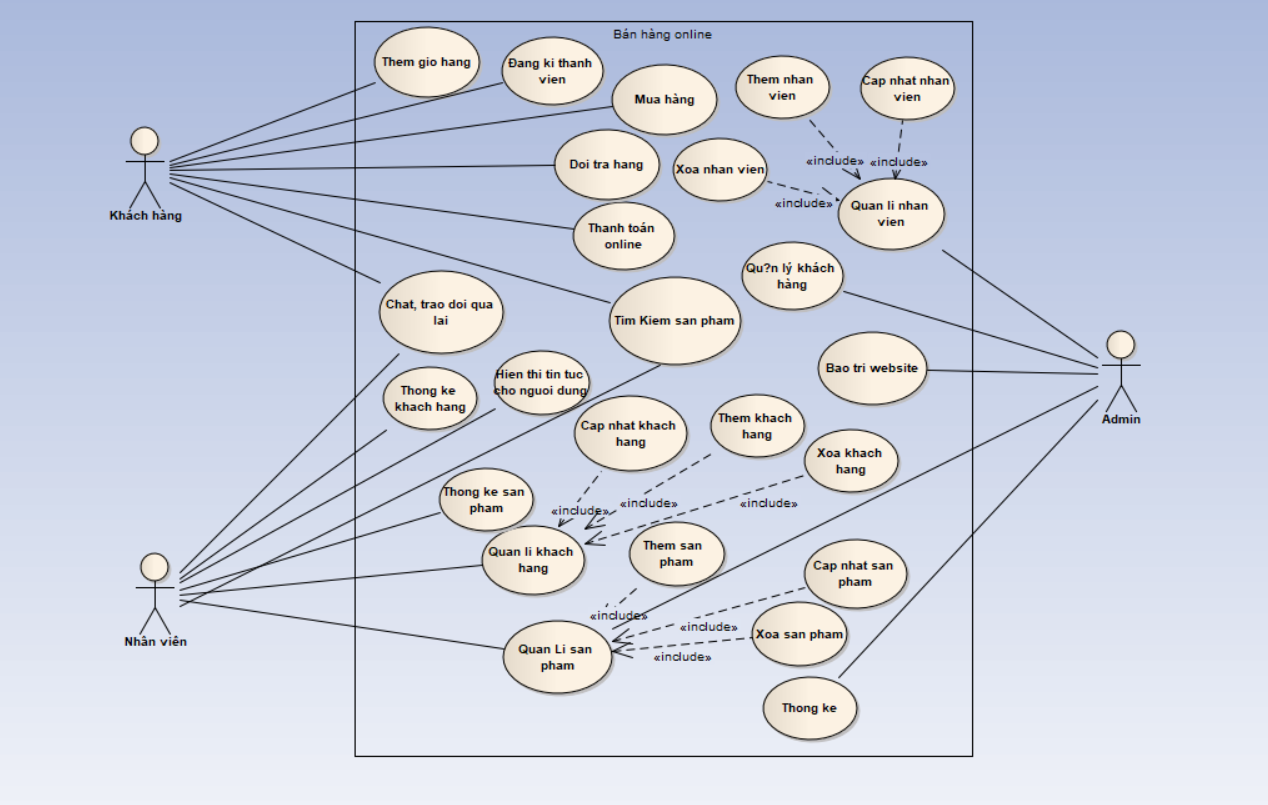 Bán hàng online
Them gio hang
Đang ki thanh
vien
Mua hàng
Them nhan
vien
Cap nhat nhan
vien
Doi tra hang
Xoa nhan vien
«include»
«include»
«include»
Quan li nhan
vien
Khách hàng
Thanh toán
online
Qu?n lý khách
hàng
Chat, trao doi qua
lai
Tim Kiem san pham
Bao tri website
Admin
Thong ke
khach hang
Hien thi tin tuc
cho nguoi dung
Cap nhat khach
hang
Them khach
hang
Xoa khach
hang
Thong ke san
pham
«include»
«include»
«include»
Quan li khach
hang
Them san
pham
Cap nhat san
pham
«include»
«include»
«include»
Xoa san pham
Nhân viên
Quan Li san
pham
Thong ke